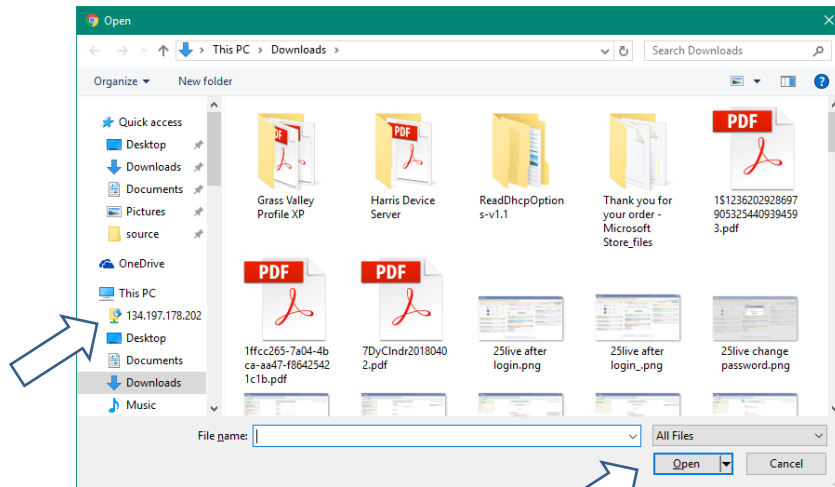 Open
This PC > Downloads >
Search Downloads
Organize
New folder
Quick access
Desktop
Downloads
Documents
Pictures
source
OneDrive
This PC
134.197.178.202
Desktop
Documents
Downloads
Music
PDF
Grass Valley
Profile XP
PDF
Harris Device
Server
ReadDhcpOption
s-v1.1
Thank you for
your order -
Microsoft
Store_files
PDF
1$1236202928697
905325440939459
3.pdf
PDF
1ffcc265-7a04-4b
ca-aa47-f8642542
1c1b.pdf
PDF
7DyClndr2018040
2.pdf
25live after
login.png
25live after
login_.png
25live change
password.png
File name:
All Files
Open
Cancel